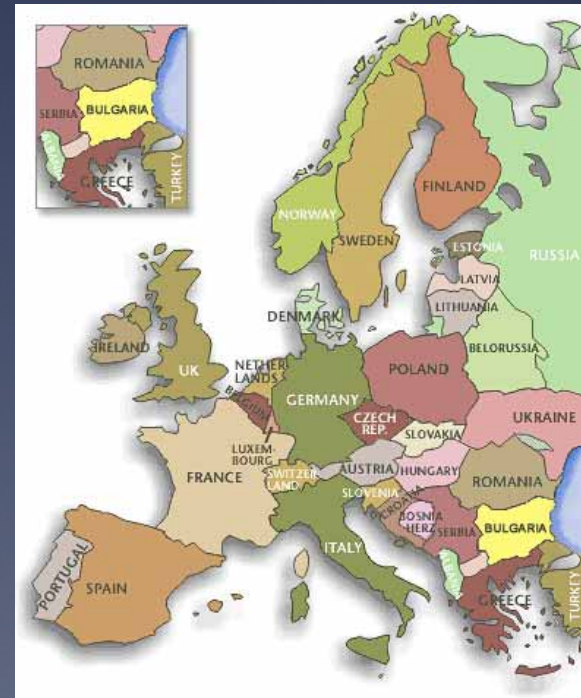 ROMANIA
SERBIA
BULGARIA
GREECE
TURKEY
NORWAY
SWEDEN
FINLAND
RUSSIA
ESTONIA
LATVIA
LITHUANIA
DENMARK
BELORUSSIA
IRELAND
UK
NETHER
LANDS
BELGIUM
GERMANY
POLAND
CZECH
REP.
SLOVAKIA
UKRAINE
LUXEM-
BOURG
FRANCE
SWITZER
LAND
AUSTRIA
HUNGARY
SLOVENIA
CROATIA
ROMANIA
BOSNIA
HERZ
SERBIA
BULGARIA
ITALY
PORTUGAL
SPAIN
GREECE
TURKEY